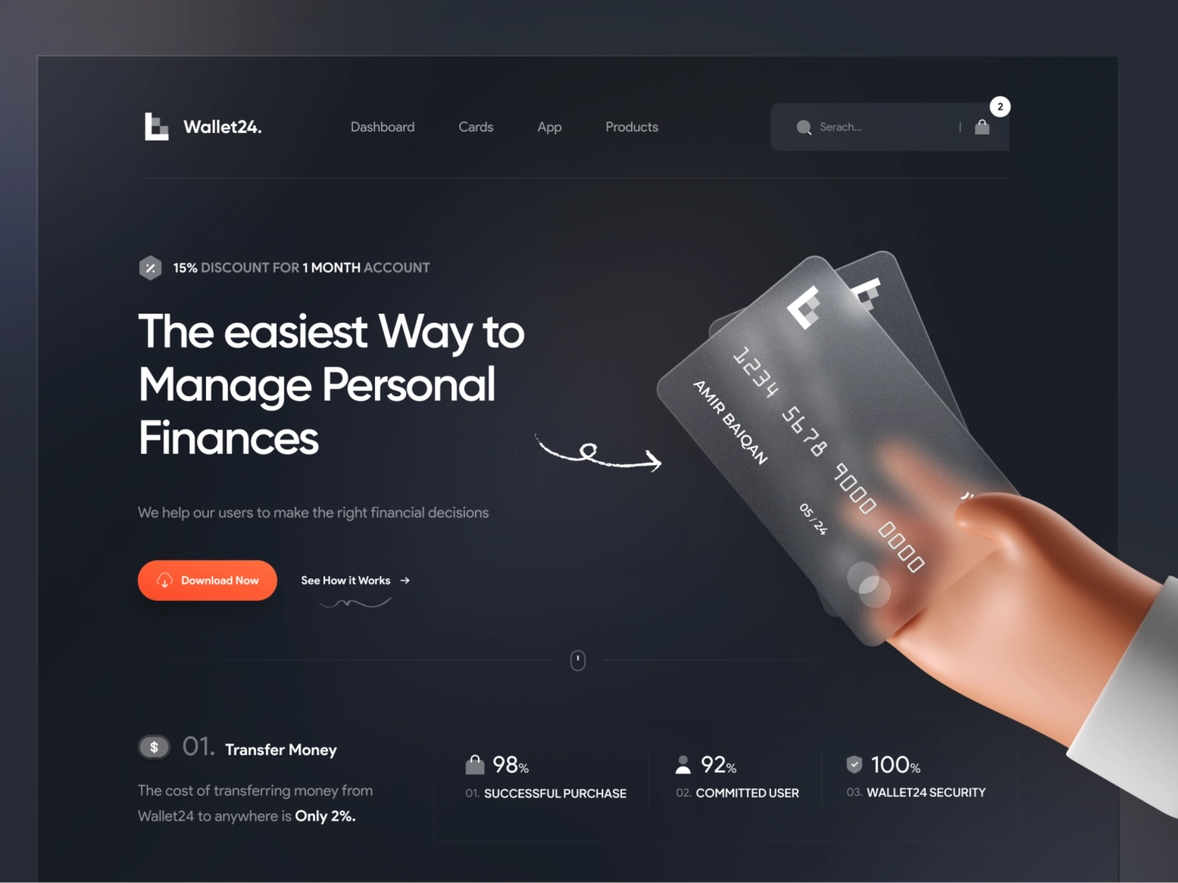 Wallet24.
Dashboard
Cards
App
Products
Serach...
2
15% DISCOUNT FOR 1 MONTH ACCOUNT
The easiest Way to
Manage Personal
Finances
We help our users to make the right financial decisions
Download Now
See How it Works
1234 5678 9000 0000
AMIR BAIQAN
05 / 24
$ 01. Transfer Money
The cost of transferring money from
Wallet24 to anywhere is Only 2%.
98%
01. SUCCESSFUL PURCHASE
92%
02. COMMITTED USER
100%
03. WALLET24 SECURITY